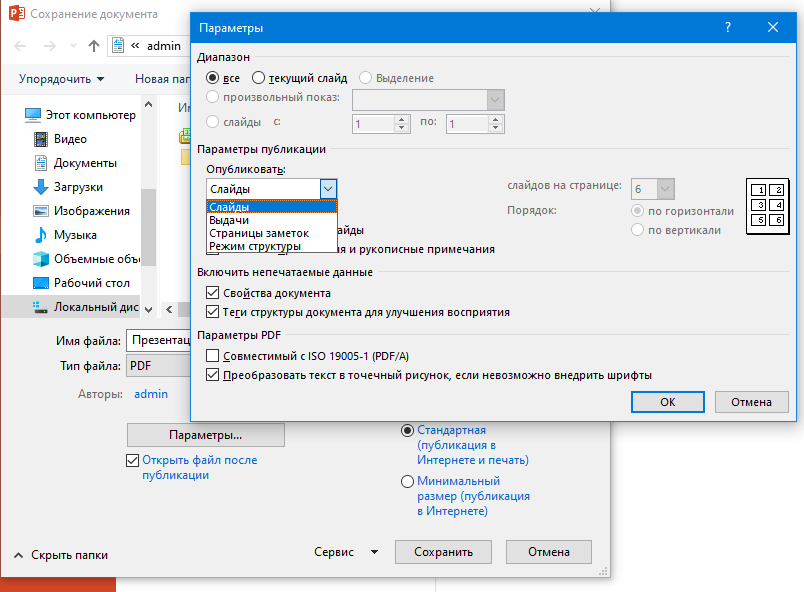 Сохранение документа
« admin
Упорядочить
Новая пап
Этот компьютер
Видео
Документы
Загрузки
Изображения
Музыка
Объемные объ
Рабочий стол
Локальный дис
Имя файла: Презентац
Тип файла: PDF
Авторы: admin
Параметры...
Открыть файл после
публикации
Стандартная
(публикация в
Интернете и печать)
Минимальный
размер (публикация
в Интернете)
Скрыть папки
Сервис
Сохранить
Отмена
Параметры
?
Диапазон
все
текущий слайд
Выделение
произвольный показ:
слайды с: 1 по: 1
Параметры публикации
Опубликовать:
Слайды
Слайды
Выдачи
Страницы заметок
Режим структуры
айды
и рукописные примечания
слайдов на странице: 6
Порядок:
по горизонтали
по вертикали
1 2
3 4
5 6
Включить непечатаемые данные
Свойства документа
Теги структуры документа для улучшения восприятия
Параметры PDF
Совместимый с ISO 19005-1 (PDF/A)
Преобразовать текст в точечный рисунок, если невозможно внедрить шрифты
ОК
Отмена